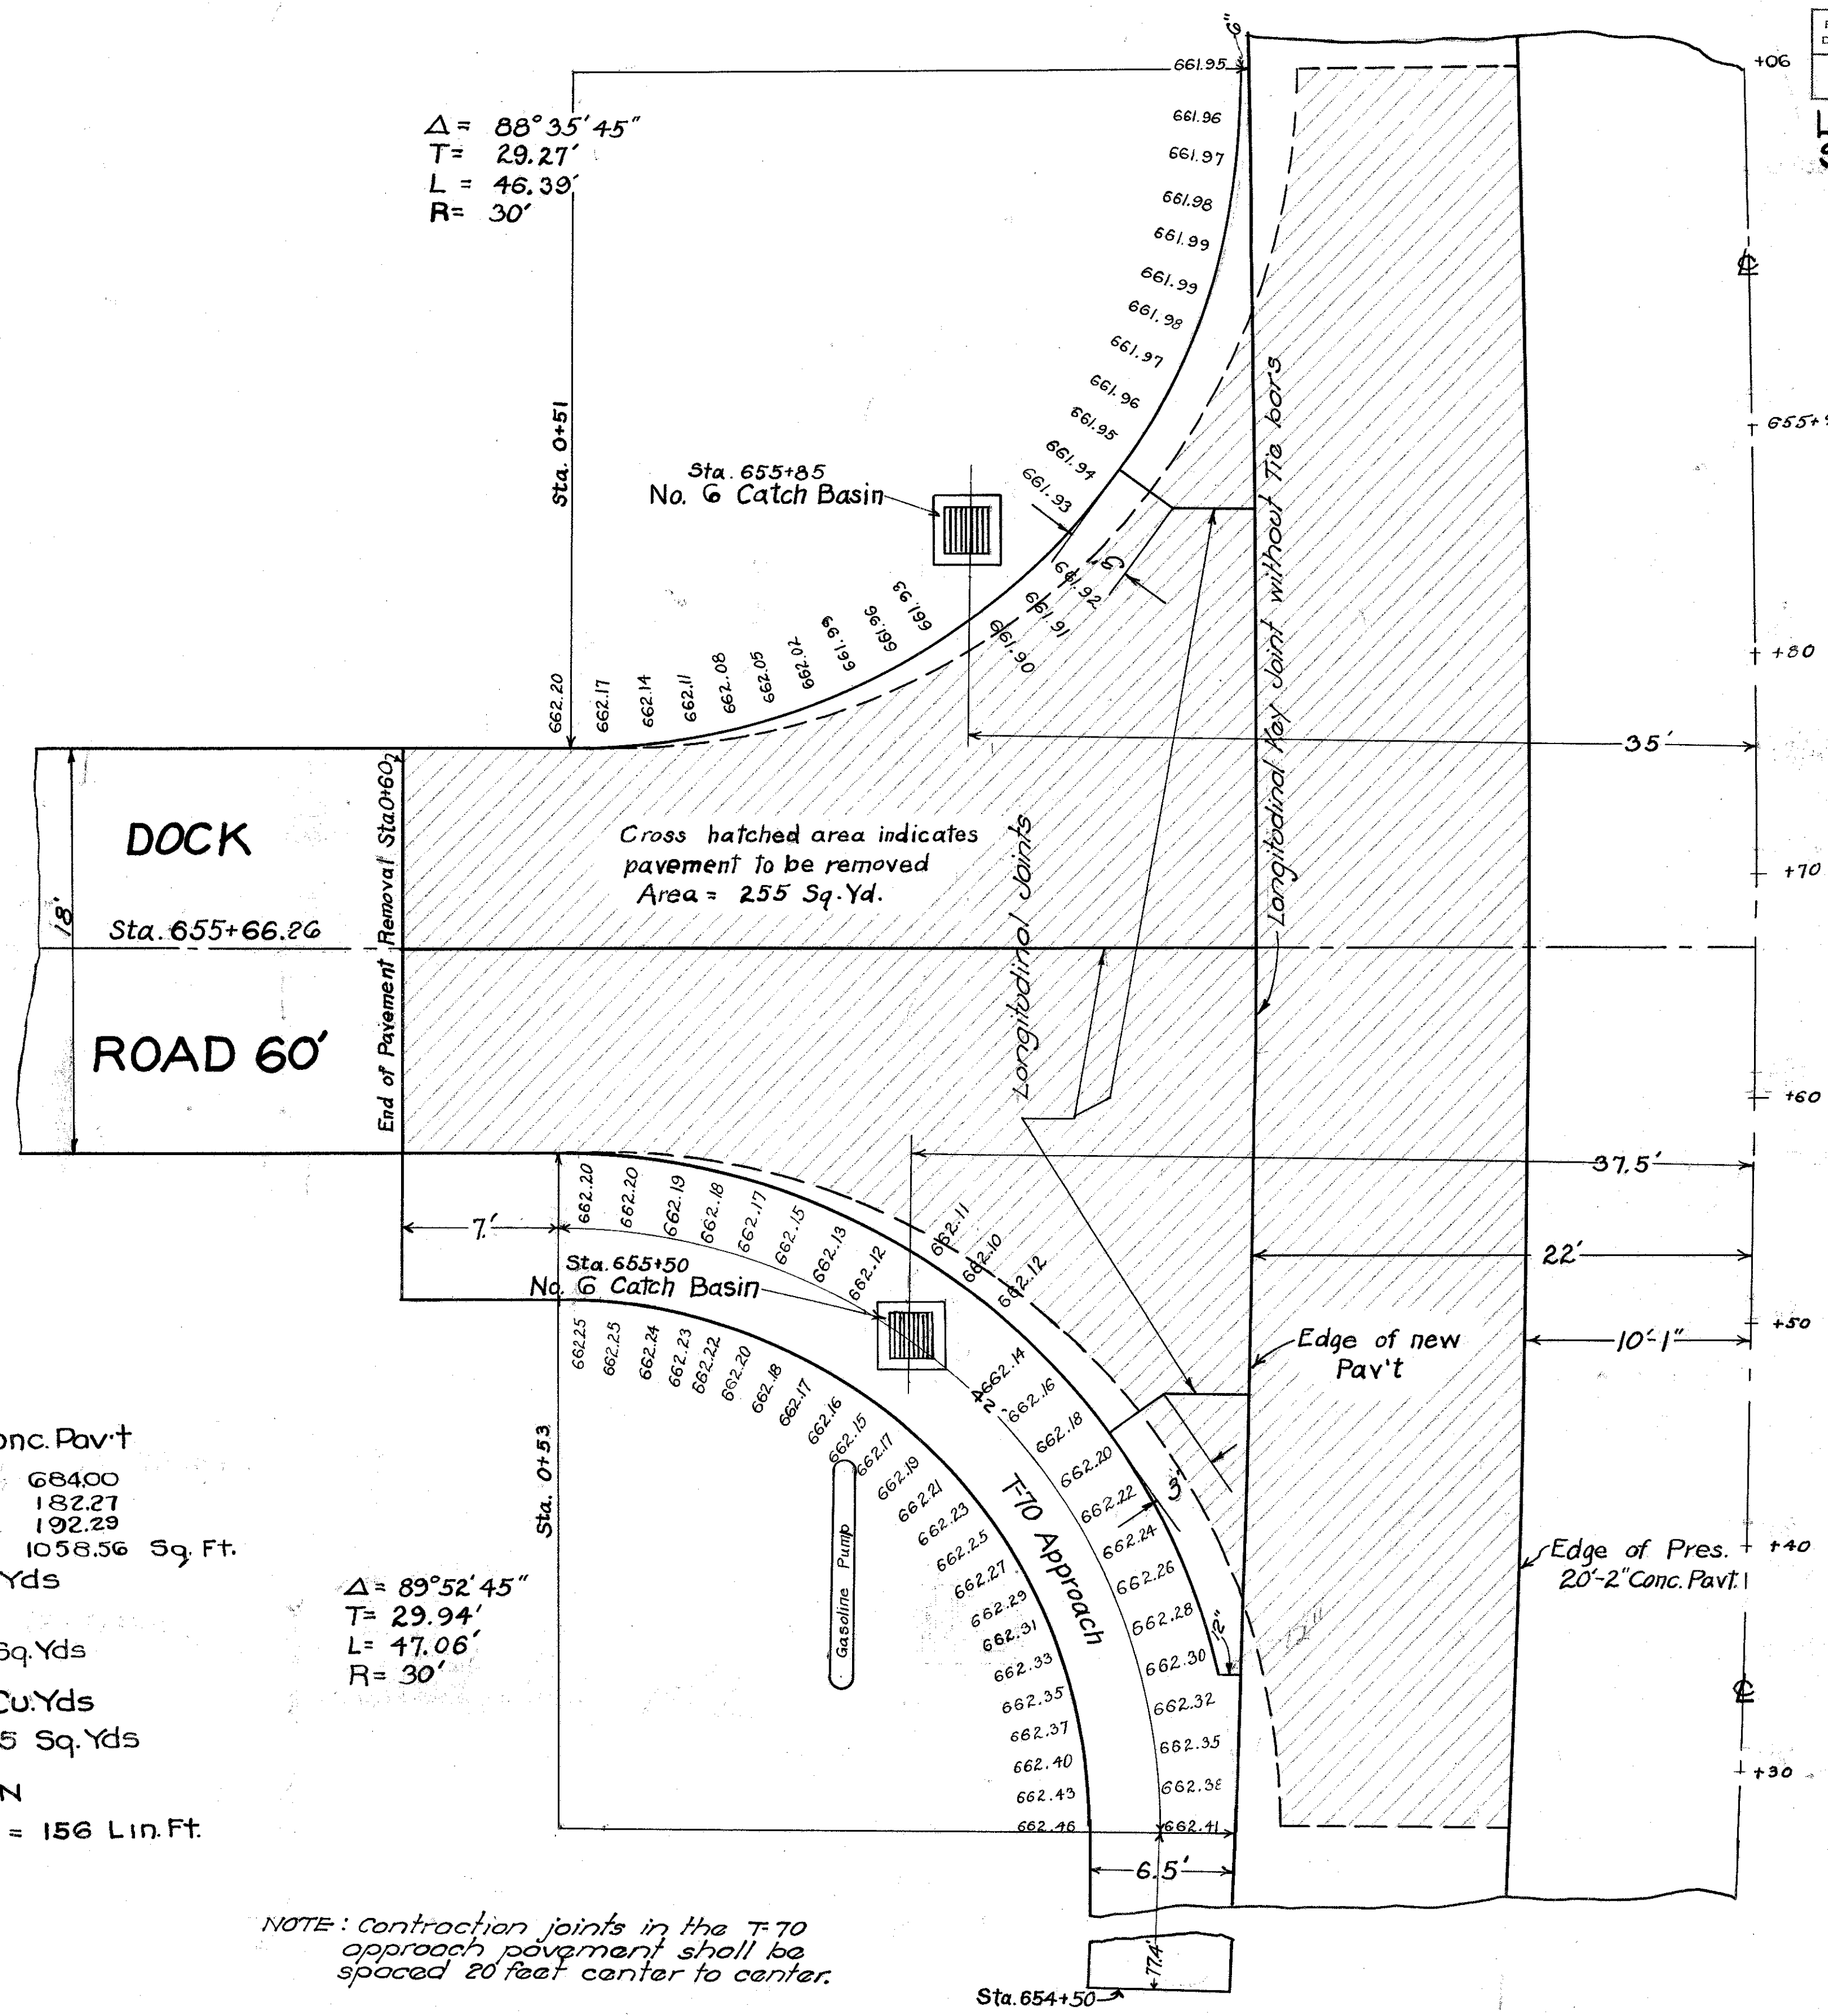 6"
661.95
+06
Δ = 88° 35' 45"
T = 29.27'
L = 46.39'
R = 30'
661.96
661.97
661.98
661.99
661.99
661.98
661.97
661.96
661.95
661.94
661.93
661.92
661.91
661.90
661.93
661.96
661.99
662.02
662.05
662.08
662.11
662.14
662.17
662.20
Sta. 0+51
Sta. 655+85
No. 6 Catch Basin
3'
℄
655+
+80
35'
Longitudinal Key Joint without Tie bars
Longitudinal Joints
DOCK
18'
Sta. 655+66.26
ROAD 60'
End of Pavement Removal Sta. 0+60
Cross hatched area indicates
pavement to be removed
Area = 255 Sq. Yd.
+70
+60
37.5'
7'
662.20
662.20
662.19
662.18
662.17
662.15
662.13
662.12
662.11
662.10
662.12
662.14
662.16
662.18
662.20
662.22
662.24
662.26
662.28
662.30
662.32
662.35
662.38
662.41
Sta. 655+50
No. 6 Catch Basin
22'
+50
10'-1"
Edge of new
Pav't
662.25
662.25
662.24
662.23
662.22
662.20
662.18
662.17
662.16
662.15
662.17
662.19
662.21
662.23
662.25
662.27
662.29
662.31
662.33
662.35
662.37
662.40
662.43
662.46
Sta. 0+53
Gasoline Pump
T-70 Approach
3'
12"
12"
Edge of Pres.
20'-2" Conc. Pavt.
+40
℄
+30
onc. Pav't
684.00
182.27
192.29
1058.56 Sq. Ft.
Yds
Sq. Yds
Cu. Yds
5 Sq. Yds
N
= 156 Lin. Ft.
Δ = 89° 52' 45"
T = 29.94'
L = 47.06'
R = 30'
6.5'
77.4'
Sta. 654+50
NOTE : Contraction joints in the T-70
approach pavement shall be
spaced 20 feet center to center.